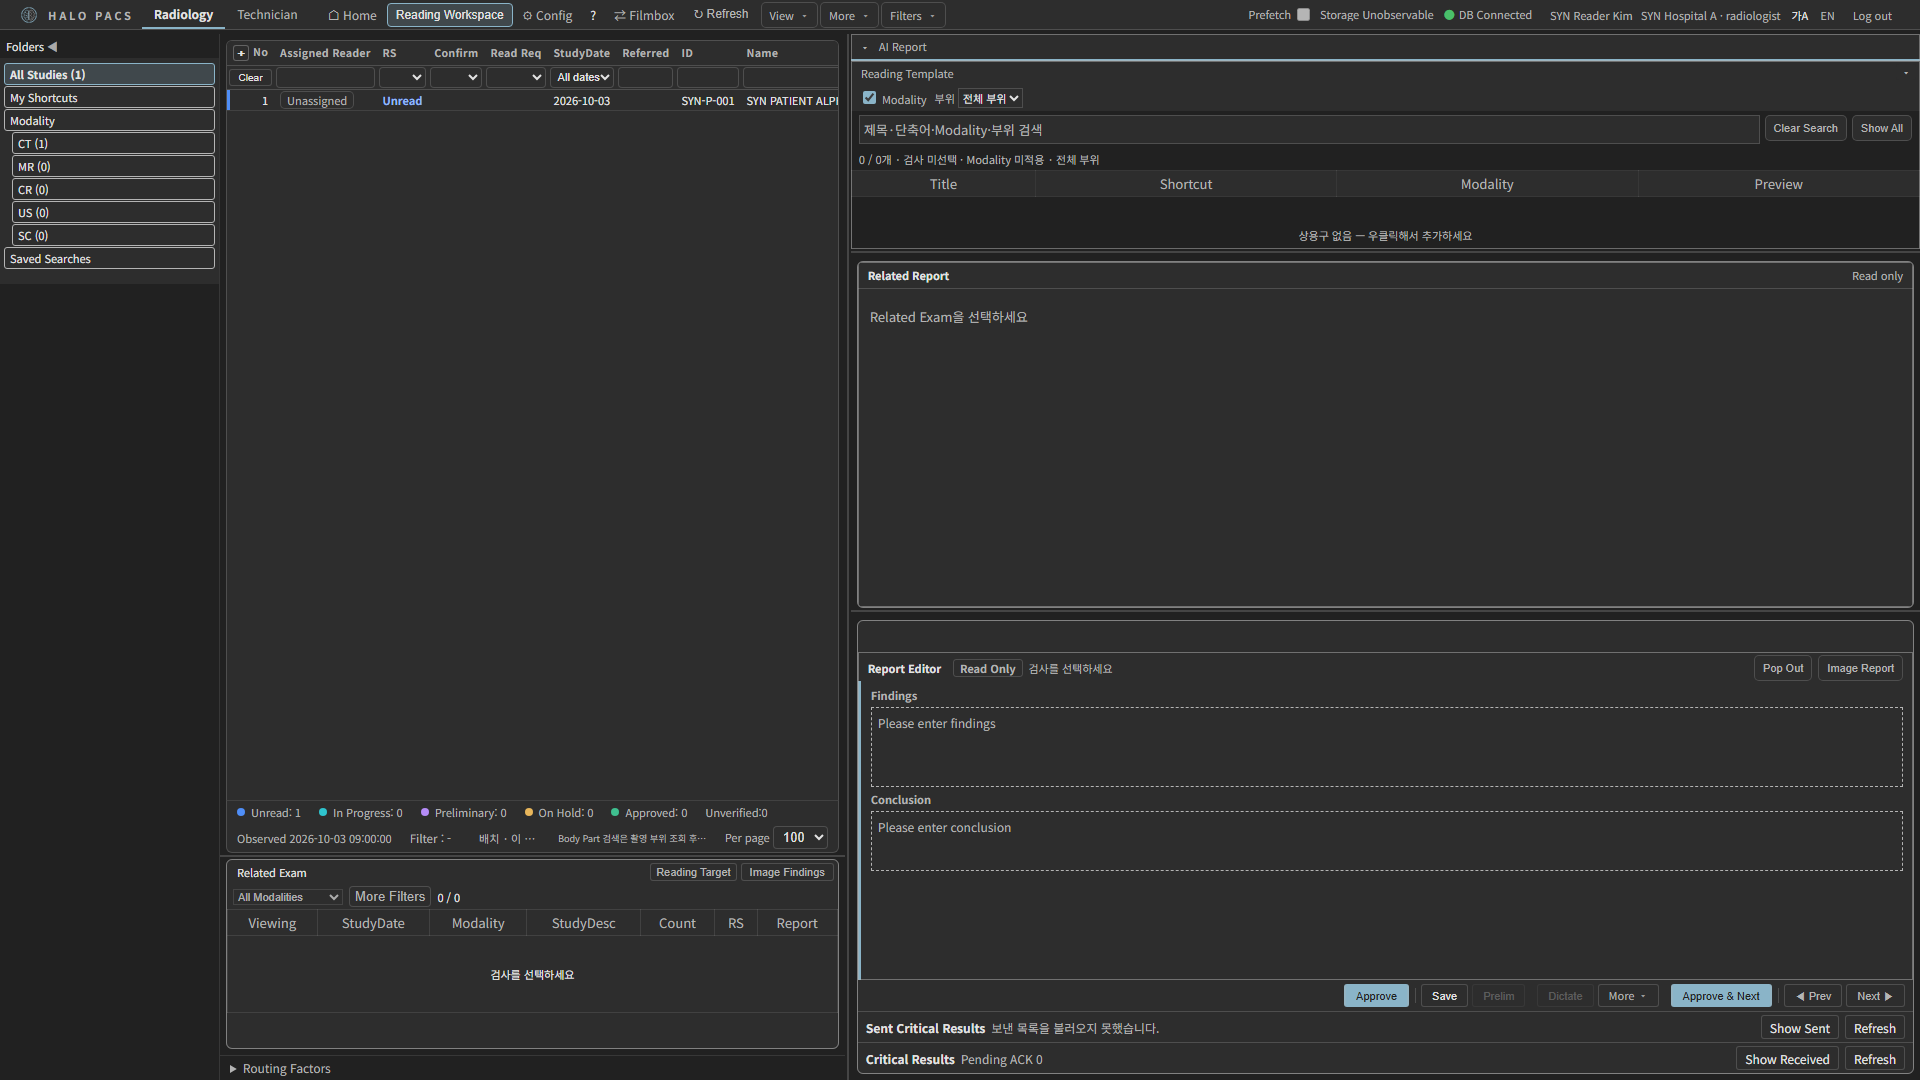 HALO PACS Radiology Technician Home Reading Workspace Config ? Filmbox Refresh View More Filters Prefetch Storage Unobservable DB Connected SYN Reader Kim SYN Hospital A · radiologist 가A EN Log out
Folders
All Studies (1)
My Shortcuts
Modality
CT (1)
MR (0)
CR (0)
US (0)
SC (0)
Saved Searches
No Assigned Reader RS Confirm Read Req StudyDate Referred ID Name
Clear All dates
1 Unassigned Unread 2026-10-03 SYN-P-001 SYN PATIENT ALPI
Unread: 1 In Progress: 0 Preliminary: 0 On Hold: 0 Approved: 0 Unverified:0
Observed 2026-10-03 09:00:00 Filter : - 배치 · 이 ··· Body Part 검색은 촬영 부위 조회 후··· Per page 100
Related Exam Reading Target Image Findings
All Modalities More Filters 0 / 0
Viewing StudyDate Modality StudyDesc Count RS Report
검사를 선택하세요
Routing Factors
AI Report
Reading Template
Modality 부위 전체 부위
제목·단축어·Modality·부위 검색 Clear Search Show All
0 / 0개 · 검사 미선택 · Modality 미적용 · 전체 부위
Title Shortcut Modality Preview
상용구 없음 — 우클릭해서 추가하세요
Related Report Read only
Related Exam을 선택하세요
Report Editor Read Only 검사를 선택하세요 Pop Out Image Report
Findings
Please enter findings
Conclusion
Please enter conclusion
Approve Save Prelim Dictate More Approve & Next Prev Next
Sent Critical Results 보낸 목록을 불러오지 못했습니다. Show Sent Refresh
Critical Results Pending ACK 0 Show Received Refresh